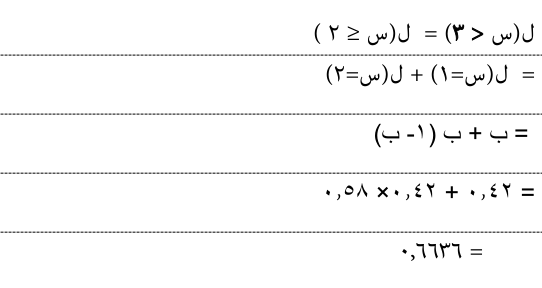 ل(س < ٣) = ل(س ≤ ٢ )
= ل(س=١) + ل(س=٢)
= ب + ب (١- ب)
= ٠,٤٢ + ٠,٤٢× ٠,٥٨
= ٠,٦٦٣٦